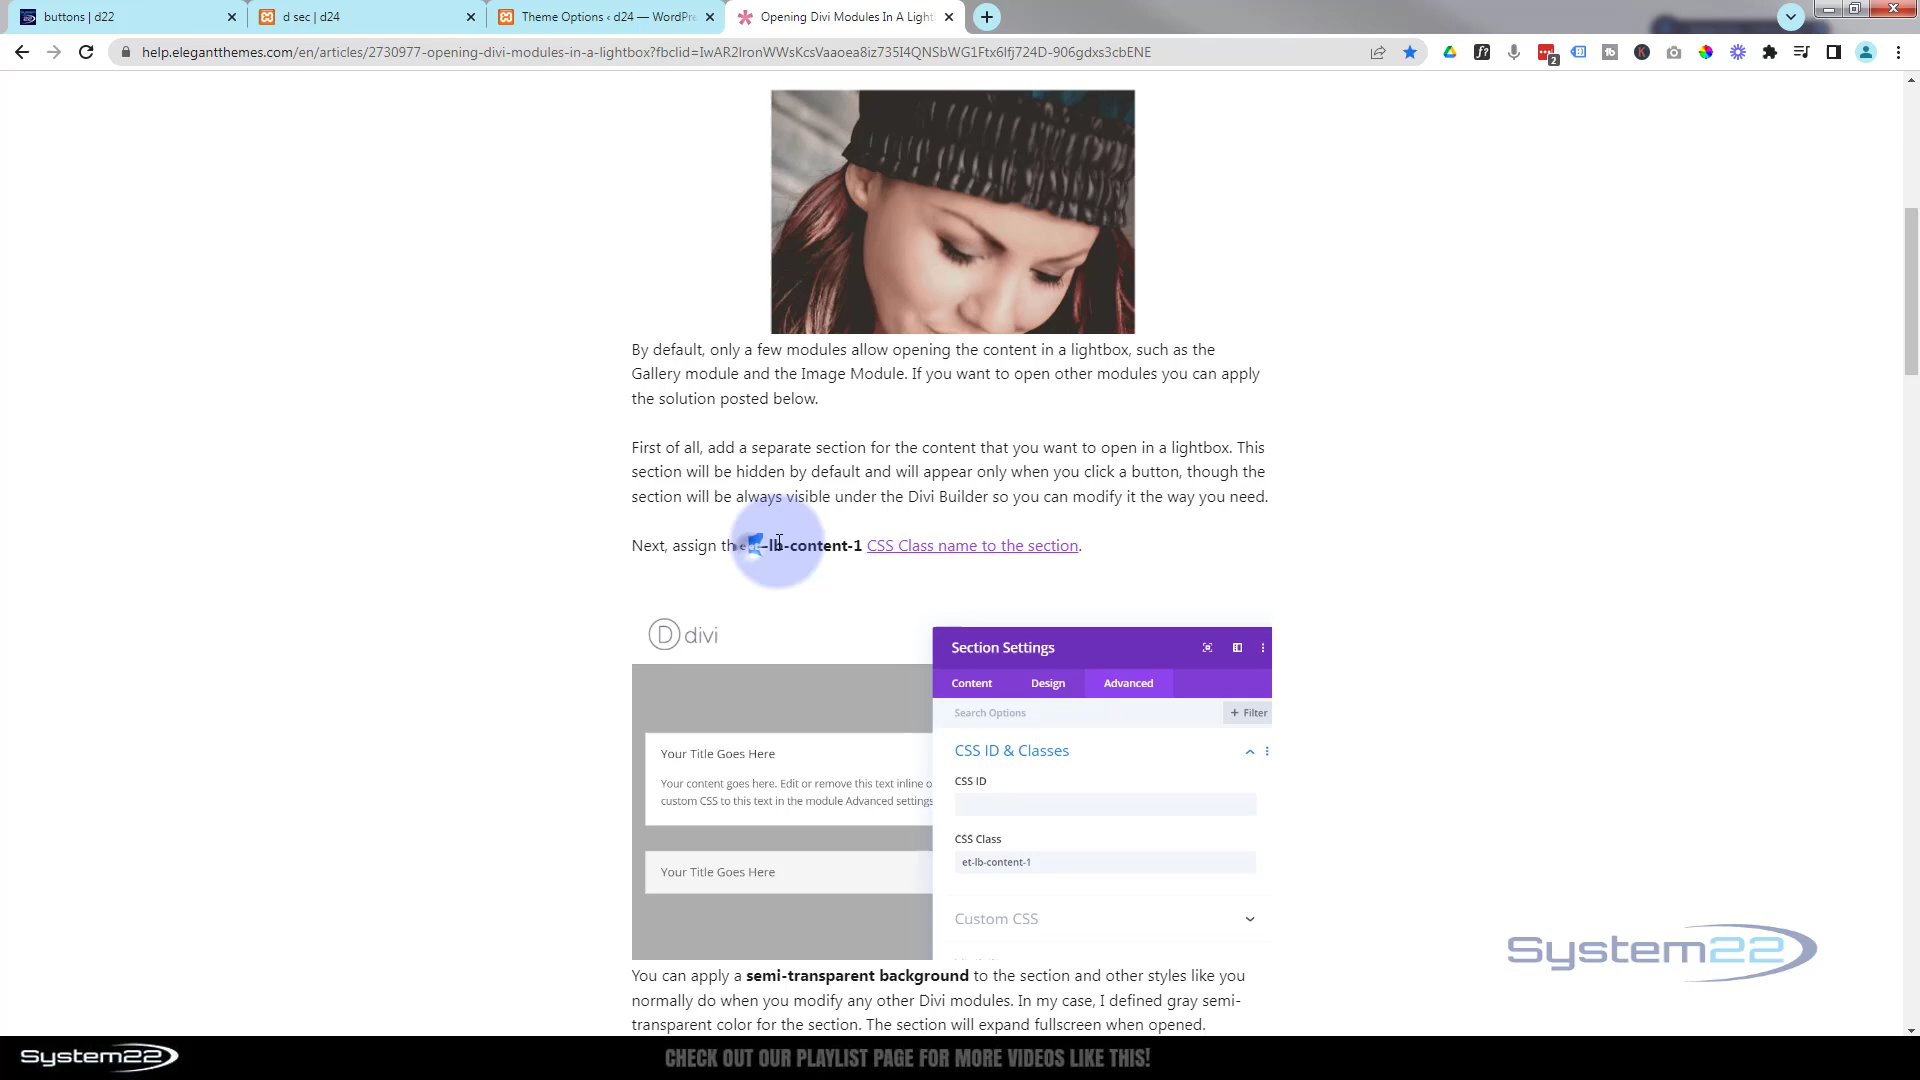 buttons | d22
d sec | d24
Theme Options ‹ d24 — WordPre
Opening Divi Modules In A Lightl
help.elegantthemes.com/en/articles/2730977-opening-divi-modules-in-a-lightbox?fbclid=IwAR2IronWWsKcsVaaoea8iz735I4QNSbWG1Ftx6lfj724D-906gdxs3cbENE
By default, only a few modules allow opening the content in a lightbox, such as the
Gallery module and the Image Module. If you want to open other modules you can apply
the solution posted below.
First of all, add a separate section for the content that you want to open in a lightbox. This
section will be hidden by default and will appear only when you click a button, though the
section will be always visible under the Divi Builder so you can modify it the way you need.
Next, assign the et-lb-content-1 CSS Class name to the section.
D divi
Section Settings
Content Design Advanced
Search Options + Filter
CSS ID & Classes
CSS ID
CSS Class
et-lb-content-1
Custom CSS
Your Title Goes Here
Your content goes here. Edit or remove this text inline o
custom CSS to this text in the module Advanced settings
Your Title Goes Here
You can apply a semi-transparent background to the section and other styles like you
normally do when you modify any other Divi modules. In my case, I defined gray semi-
transparent color for the section. The section will expand fullscreen when opened.
System22
System22
CHECK OUT OUR PLAYLIST PAGE FOR MORE VIDEOS LIKE THIS!